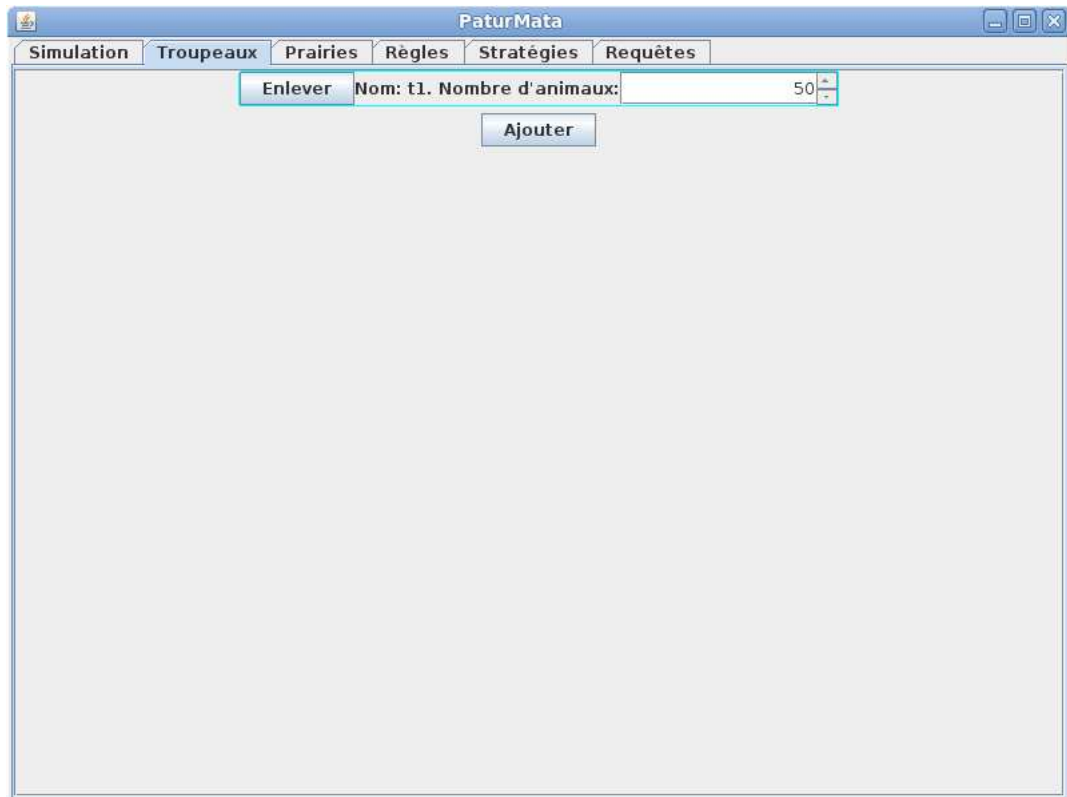 PaturMata
Simulation Troupeaux Prairies Règles Stratégies Requêtes
Enlever Nom: t1. Nombre d'animaux: 50
Ajouter